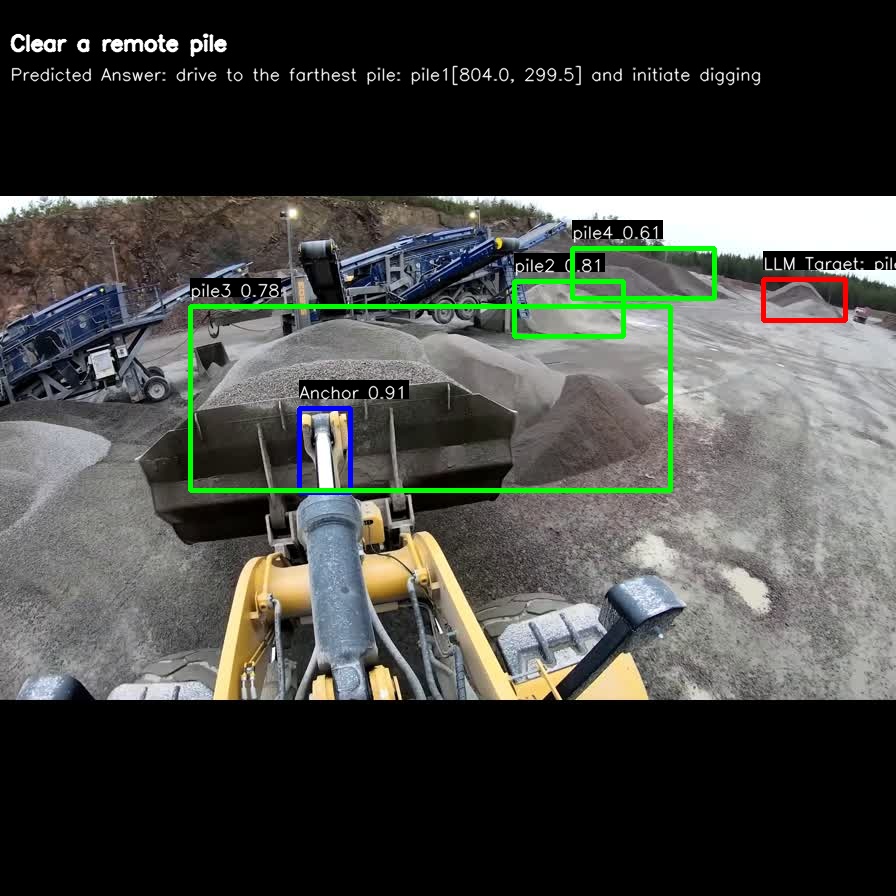 Clear a remote pile
Predicted Answer: drive to the farthest pile: pile1[804.0, 299.5] and initiate digging
pile4 0.61
pile2 0.81
LLM Target: pile
pile3 0.78
Anchor 0.91